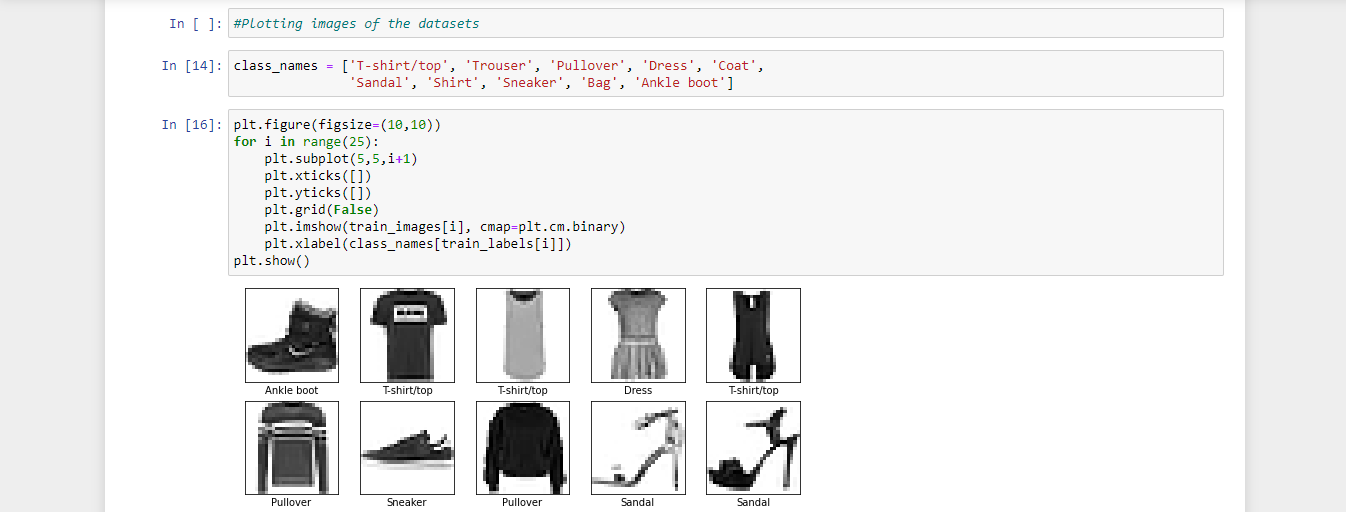 In [ ]: #Plotting images of the datasets
In [14]: class_names = ['T-shirt/top', 'Trouser', 'Pullover', 'Dress', 'Coat',
'Sandal', 'Shirt', 'Sneaker', 'Bag', 'Ankle boot']
In [16]: plt.figure(figsize=(10,10))
for i in range(25):
    plt.subplot(5,5,i+1)
    plt.xticks([])
    plt.yticks([])
    plt.grid(False)
    plt.imshow(train_images[i], cmap=plt.cm.binary)
    plt.xlabel(class_names[train_labels[i]])
plt.show()
Ankle boot T-shirt/top T-shirt/top Dress T-shirt/top
Pullover Sneaker Pullover Sandal Sandal